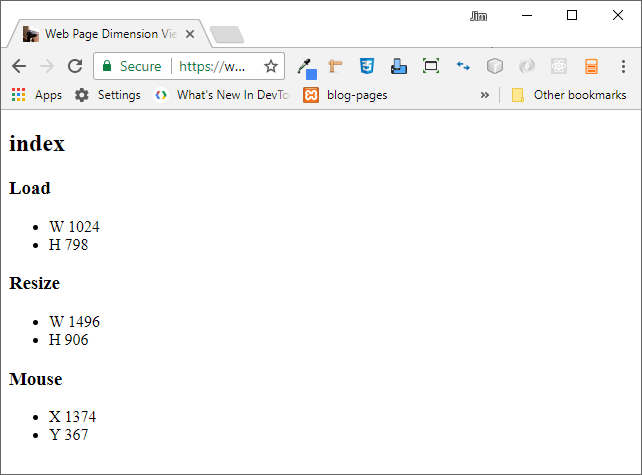 Jim
Web Page Dimension Vie
Secure https://w...
Apps Settings What's New In DevTo blog-pages » Other bookmarks
index
Load
• W 1024
• H 798
Resize
• W 1496
• H 906
Mouse
• X 1374
• Y 367